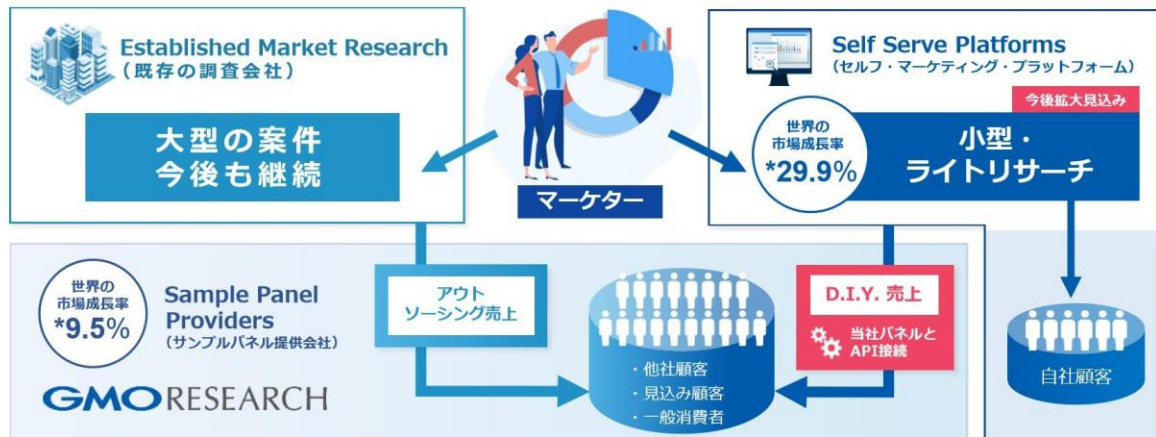 Established Market Research
（既存の調査会社）
大型の案件
今後も継続
マーケター
Self Serve Platforms
（セルフ・マーケティング・プラットフォーム）
今後拡大見込み
世界の
市場成長率
*29.9%
小型・
ライトリサーチ
世界の
市場成長率
*9.5%
Sample Panel
Providers
（サンプルパネル提供会社）
GMO RESEARCH
アウト
ソーシング売上
・他社顧客
・見込み顧客
・一般消費者
D.I.Y. 売上
当社パネルと
API接続
自社顧客